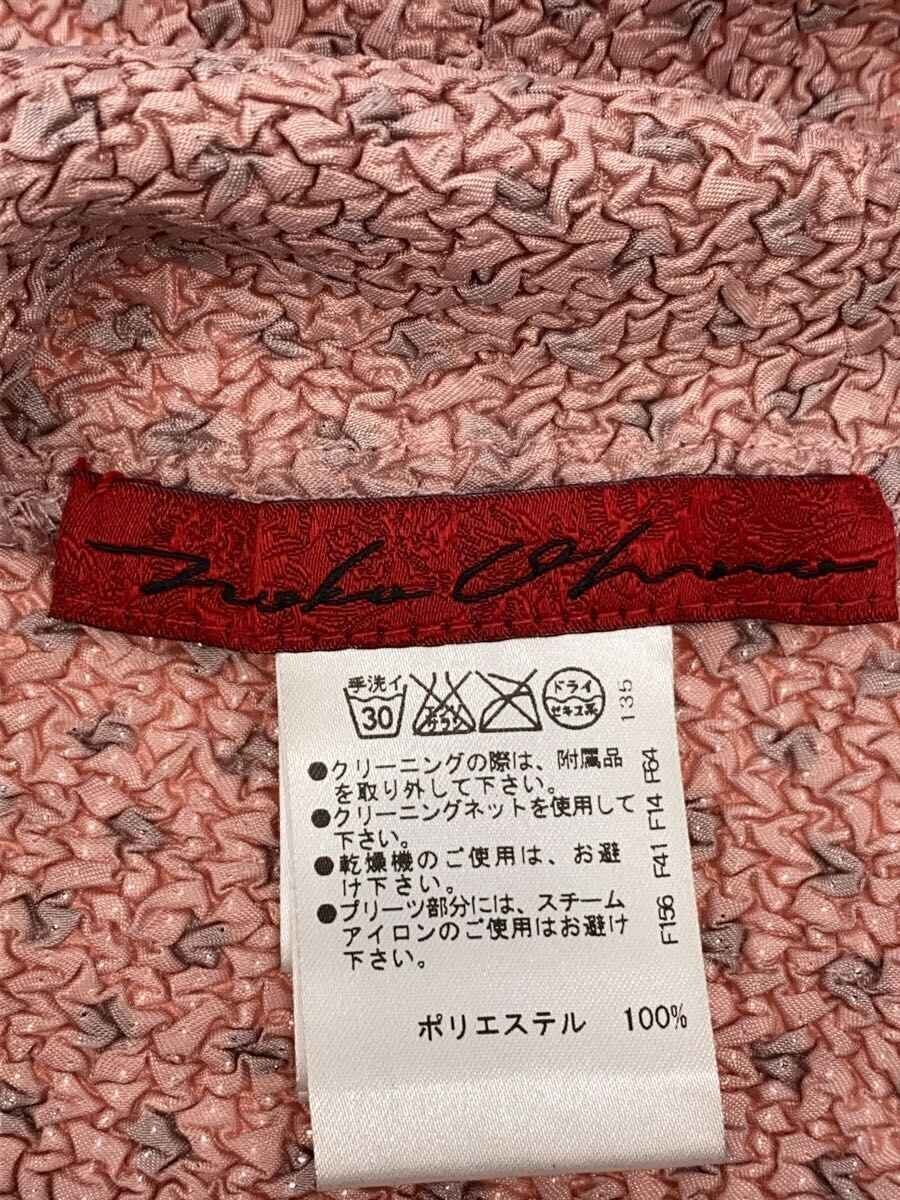 手洗イ
30
ドライ
セキユ系
135
●クリーニングの際は、附属品
を取り外して下さい。
●クリーニングネットを使用して
下さい。
●乾燥機のご使用は、お避
け下さい。
●プリーツ部分には、スチーム
アイロンのご使用はお避け
下さい。
F156 F41 F14 F64
ポリエステル 100%